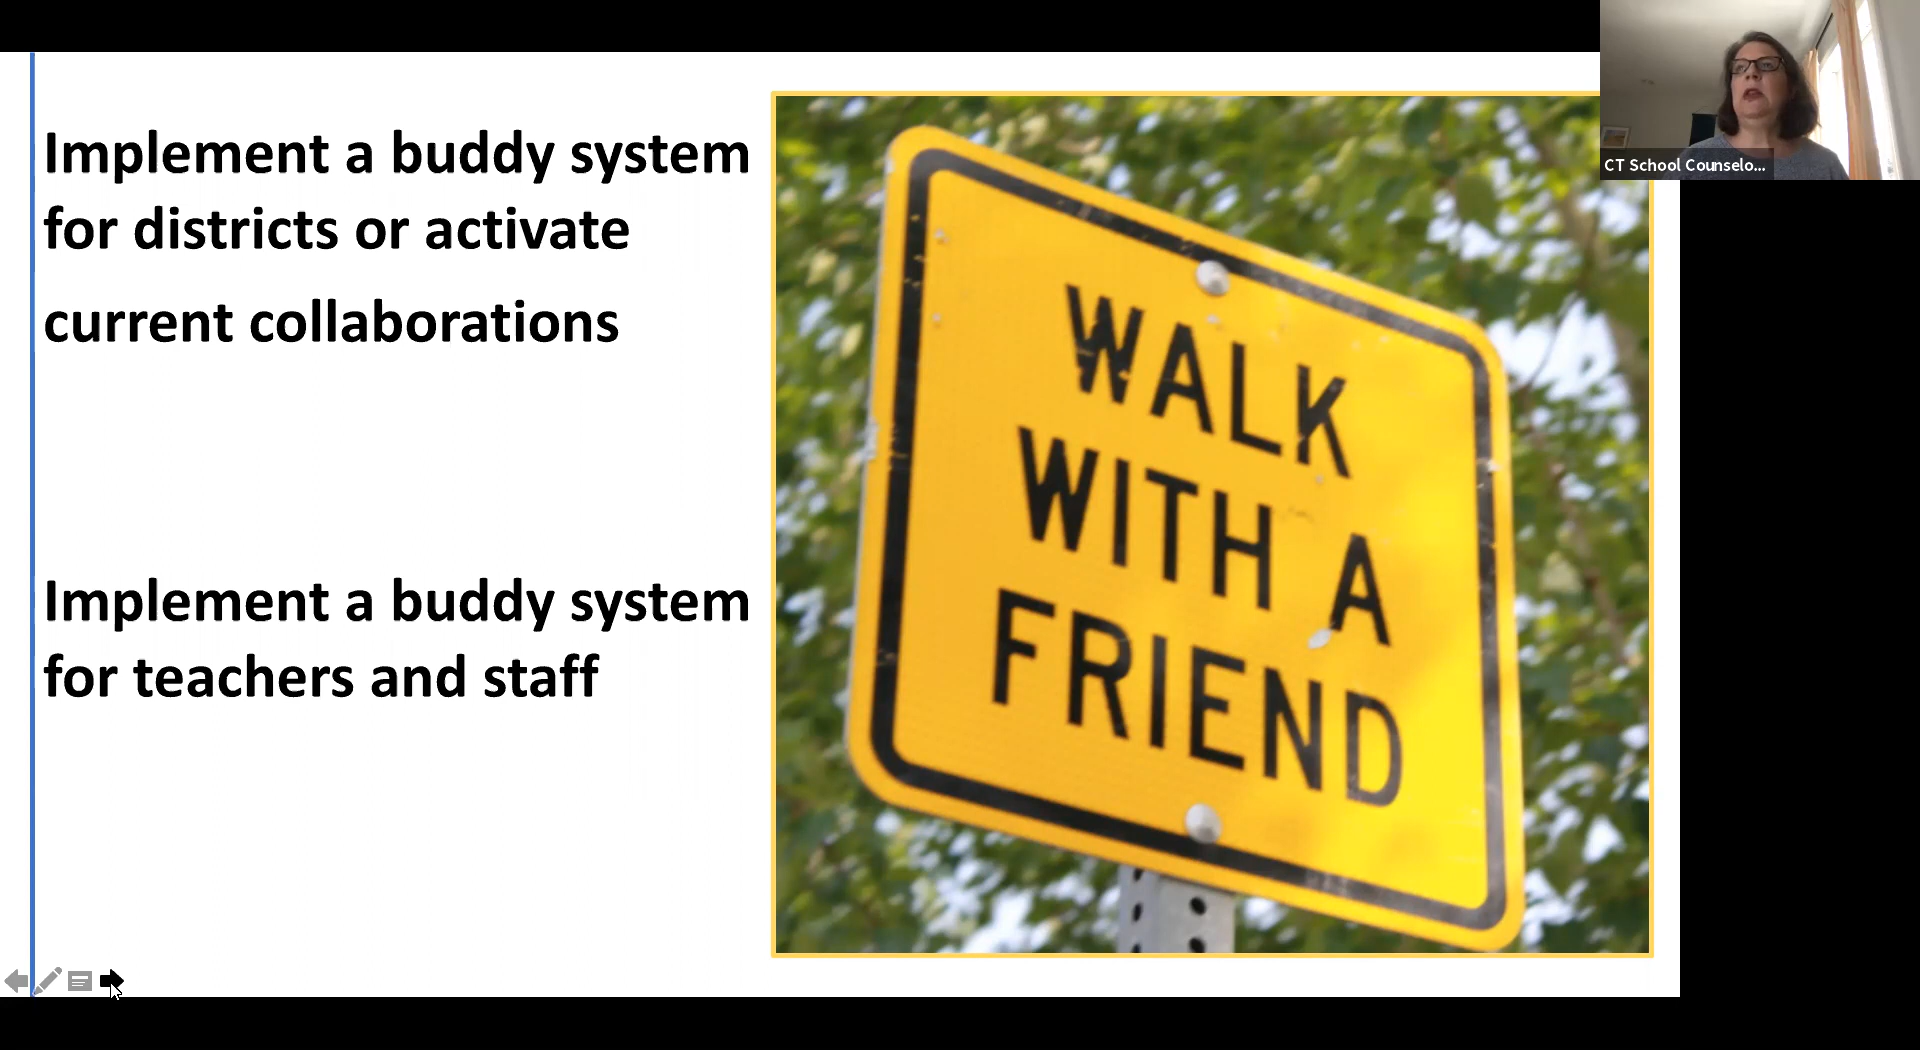 Implement a buddy system
for districts or activate
current collaborations
Implement a buddy system
for teachers and staff
WALK
WITH A
FRIEND
CT School Counselo...